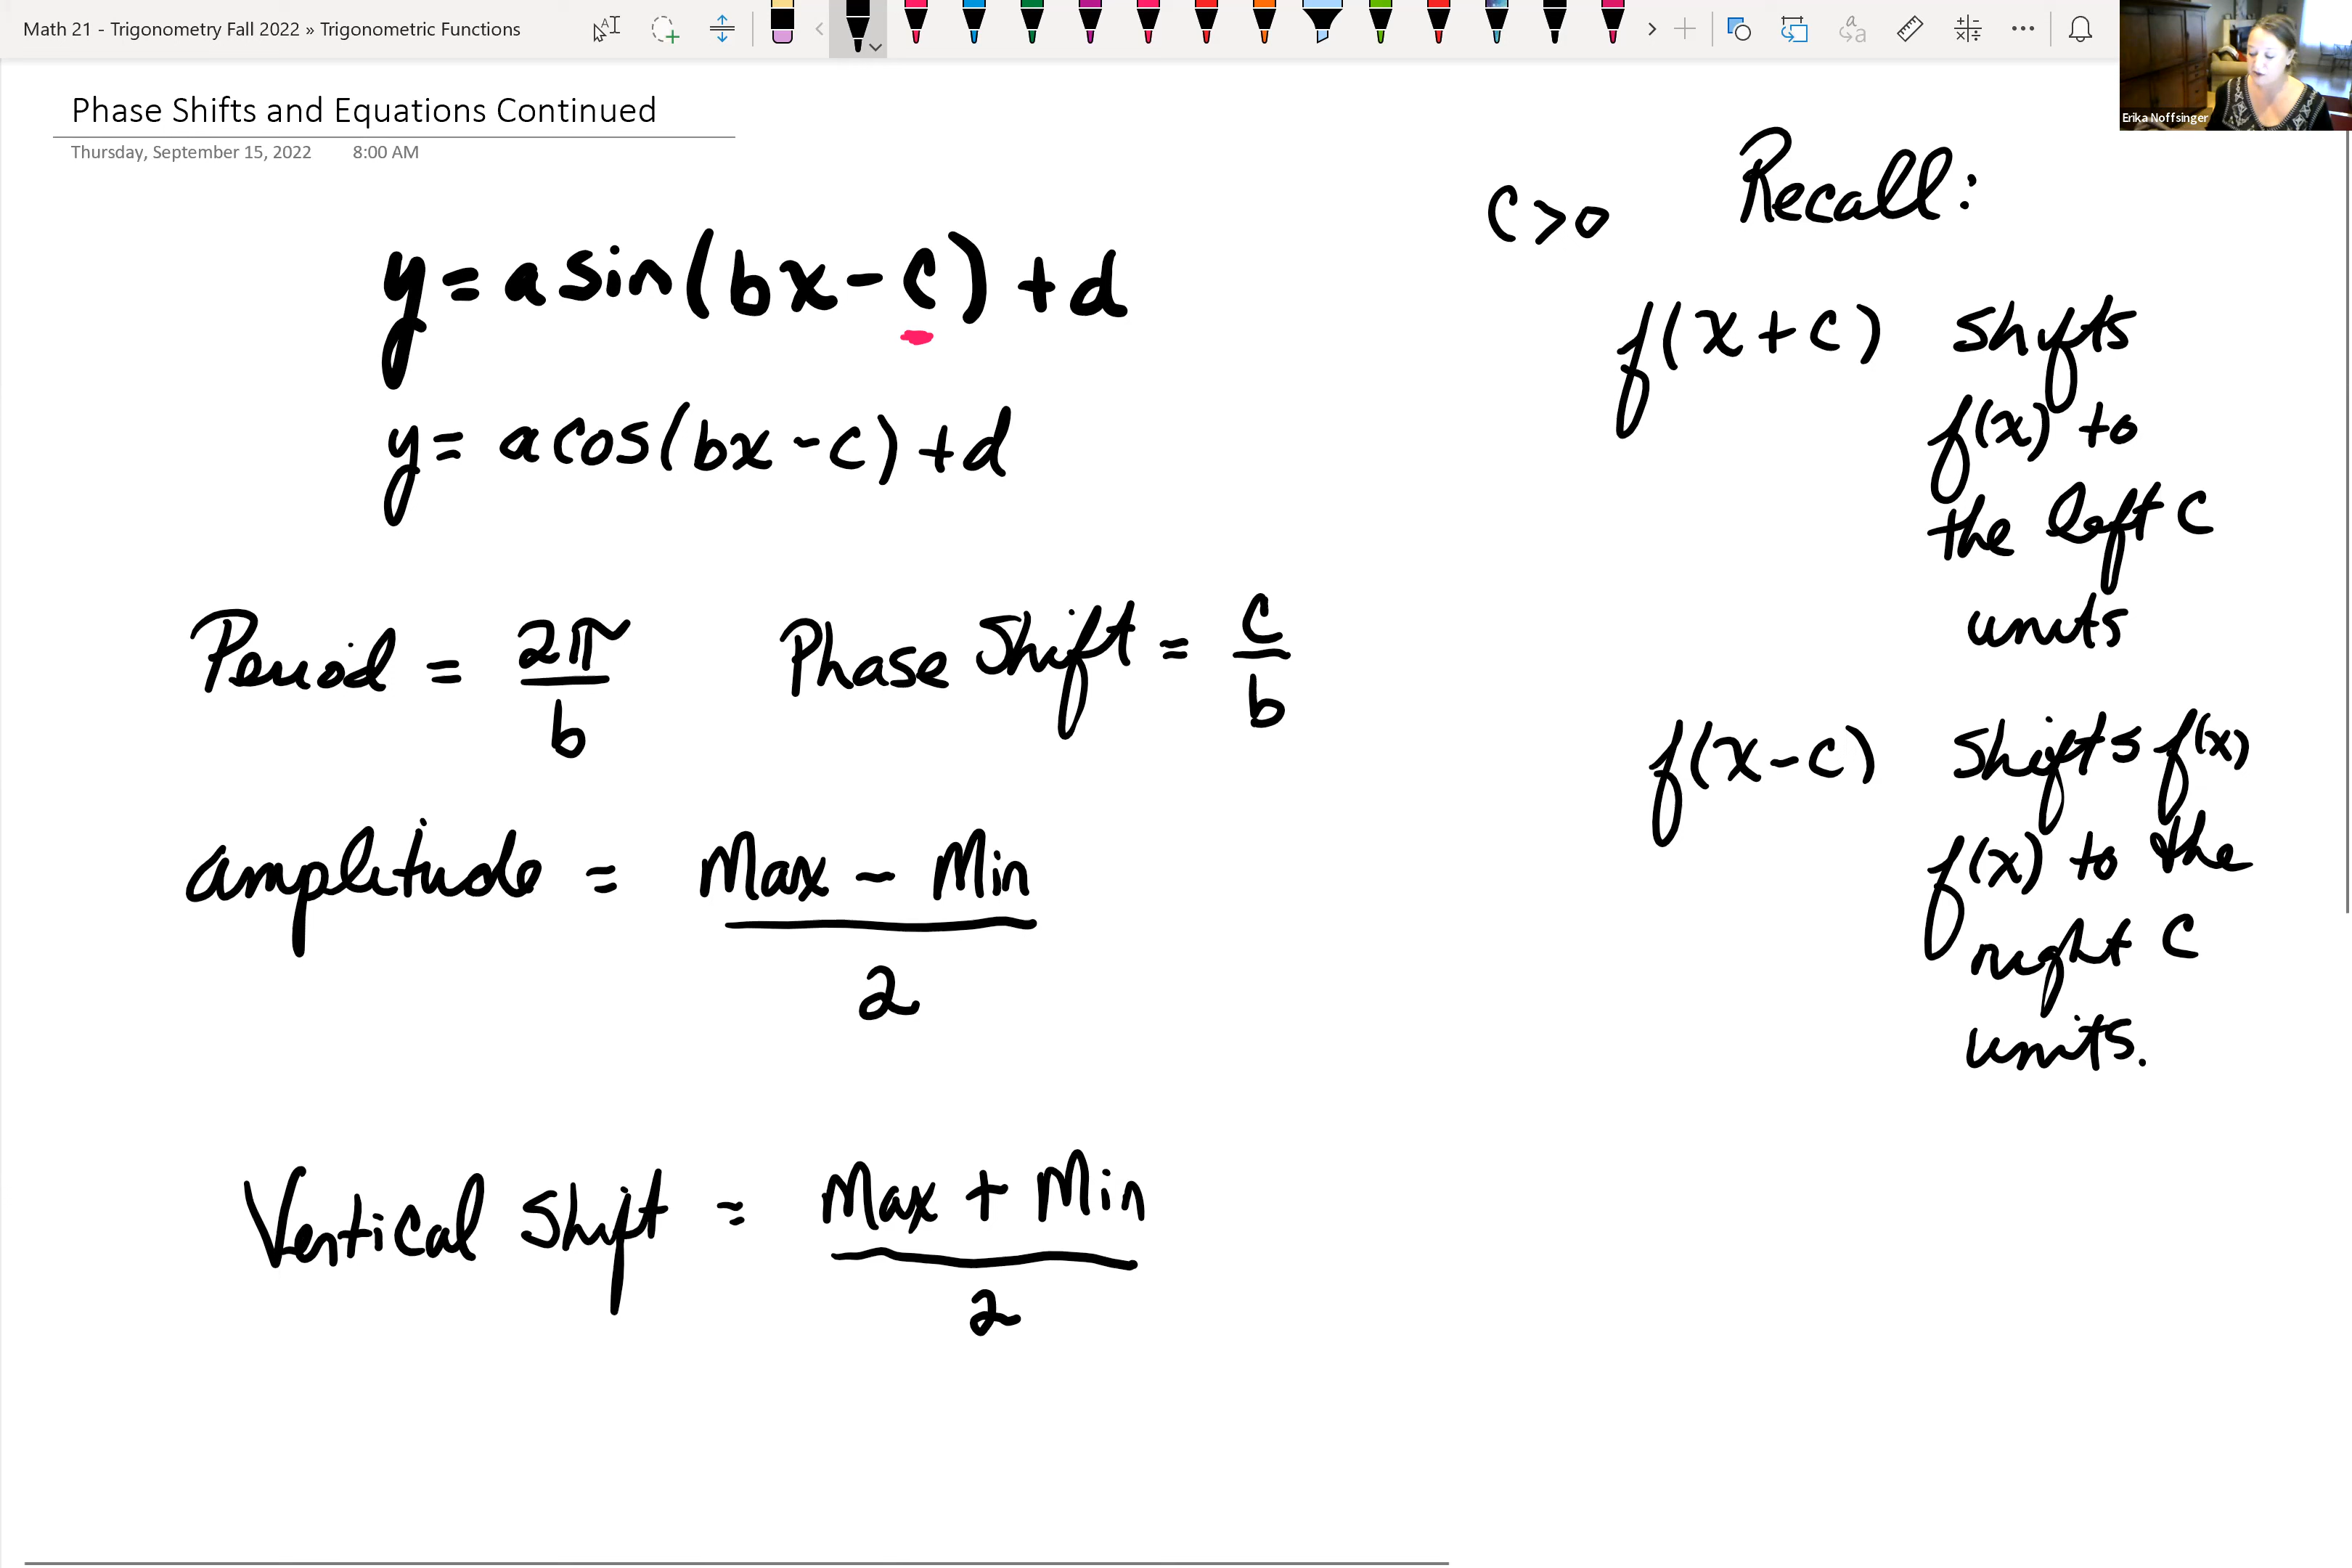 Math 21 - Trigonometry Fall 2022 » Trigonometric Functions
Erika Noffsinger
Phase Shifts and Equations Continued
Thursday, September 15, 2022 8:00 AM
y = a sin(bx - c) + d
y = a cos(bx - c) + d
Period = 2π/b Phase Shift = c/b
amplitude = Max - Min
2
Vertical Shift = Max + Min
2
c>0 Recall:
f(x+c) shifts
f(x) to
the left c
units
f(x-c) shifts f(x)
f(x) to the
right c
units.